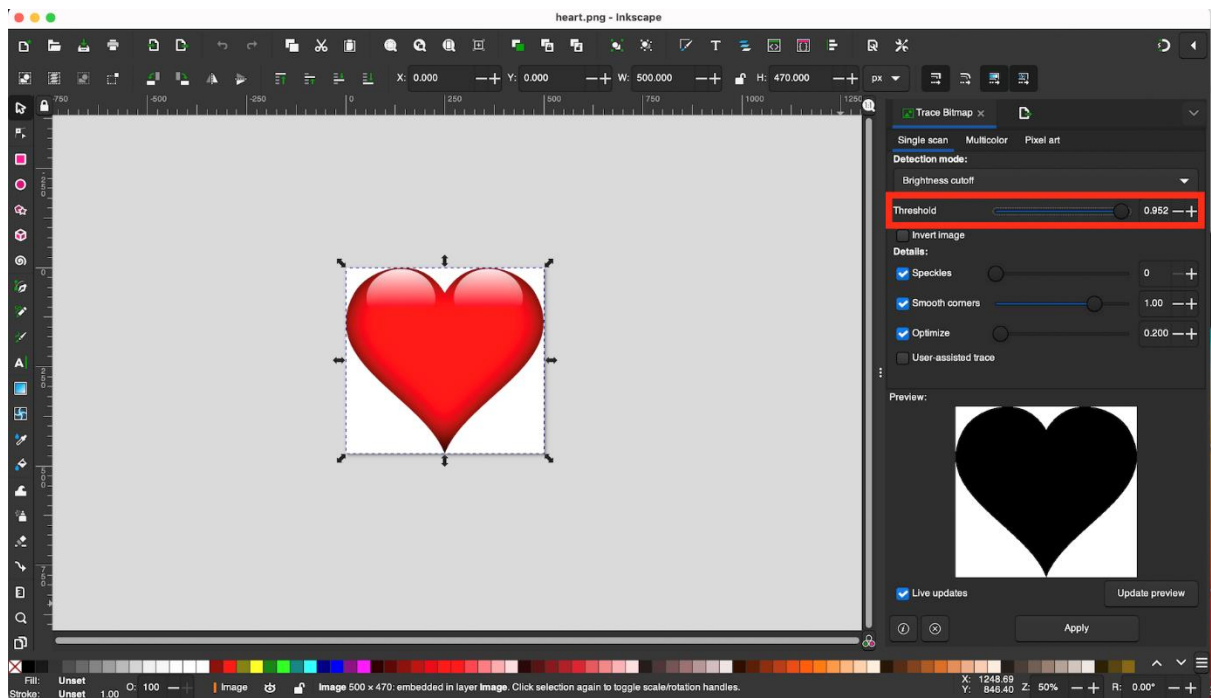 heart.png - Inkscape
X: 0.000 Y: 0.000 W: 500.000 H: 470.000 px
-750 -500 -250 0 250 500 750 1000 1250
Trace Bitmap
Single scan Multicolor Pixel art
Detection mode:
Brightness cutoff
Threshold 0.952
Invert image
Details:
Speckles 0
Smooth corners 1.00
Optimize 0.200
User-assisted trace
Preview:
Live updates Update preview
Apply
Fill: Unset
Stroke: Unset 1.00
O: 100
Image
Image 500 × 470: embedded in layer Image. Click selection again to toggle scale/rotation handles.
X: 1248.69
Y: 846.40
Z: 50% R: 0.00°